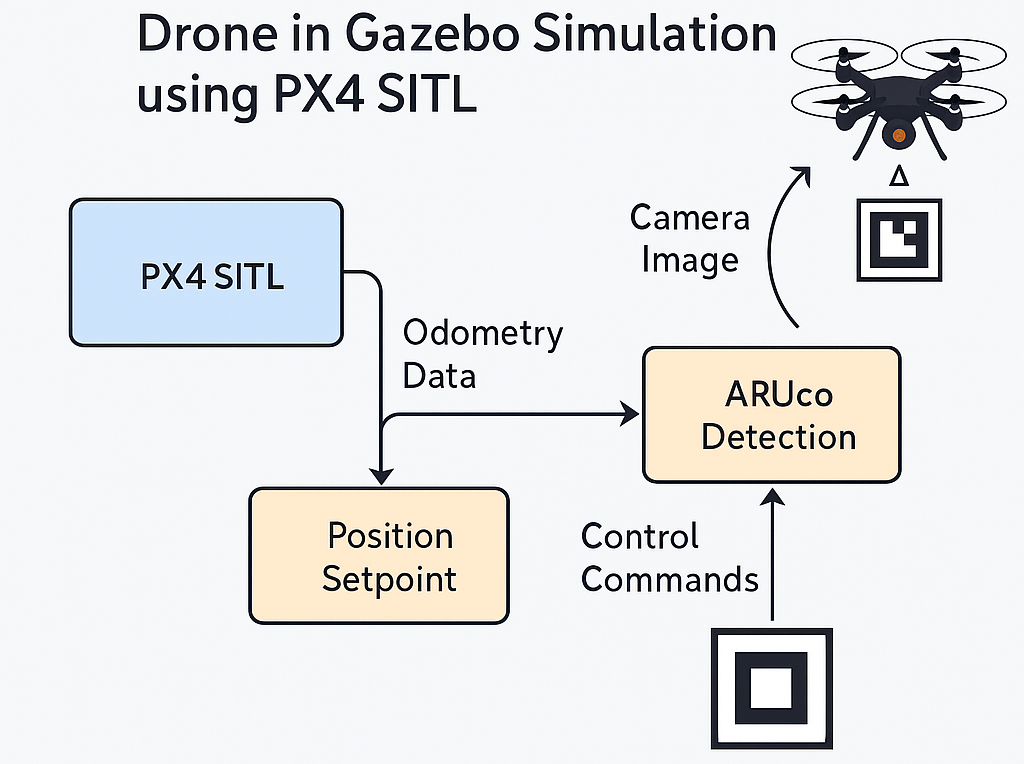 Drone in Gazebo Simulation
using PX4 SITL
PX4 SITL
Camera
Image
Odometry
Data
ARUco
Detection
Position
Setpoint
Control
Commands